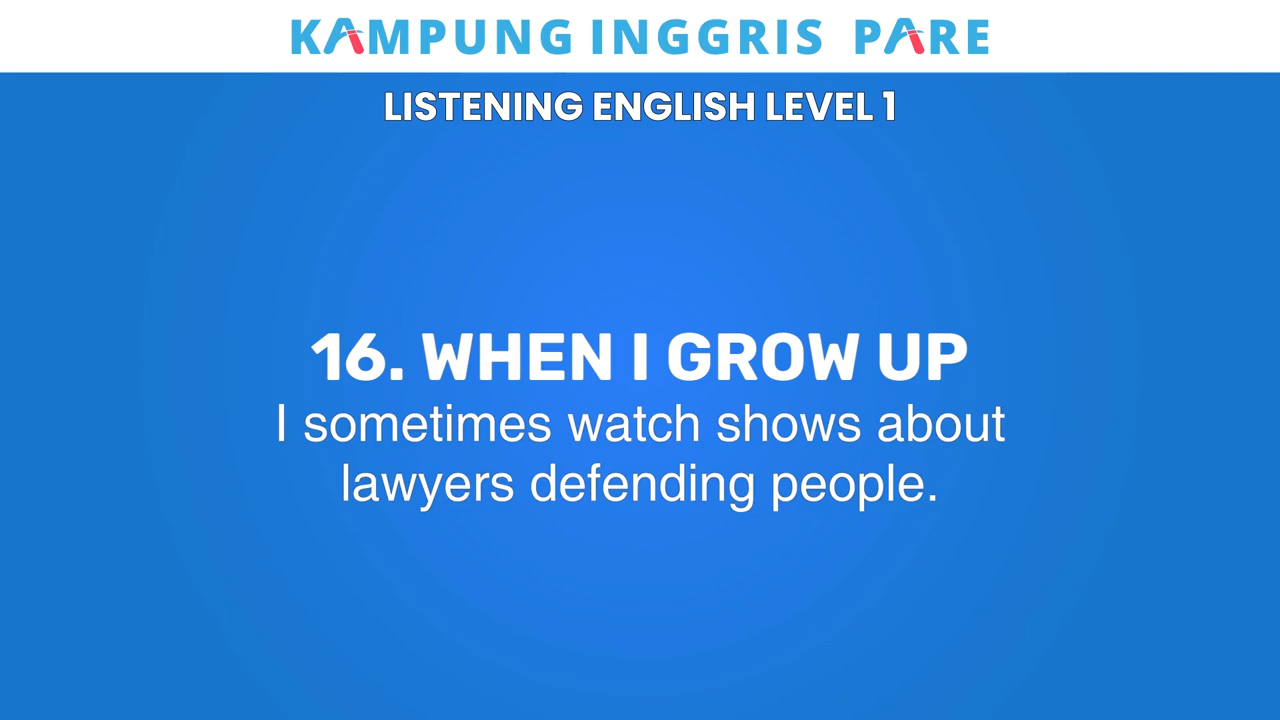 KAMPUNG INGGRIS PARE
LISTENING ENGLISH LEVEL 1
16. WHEN I GROW UP
I sometimes watch shows about
lawyers defending people.